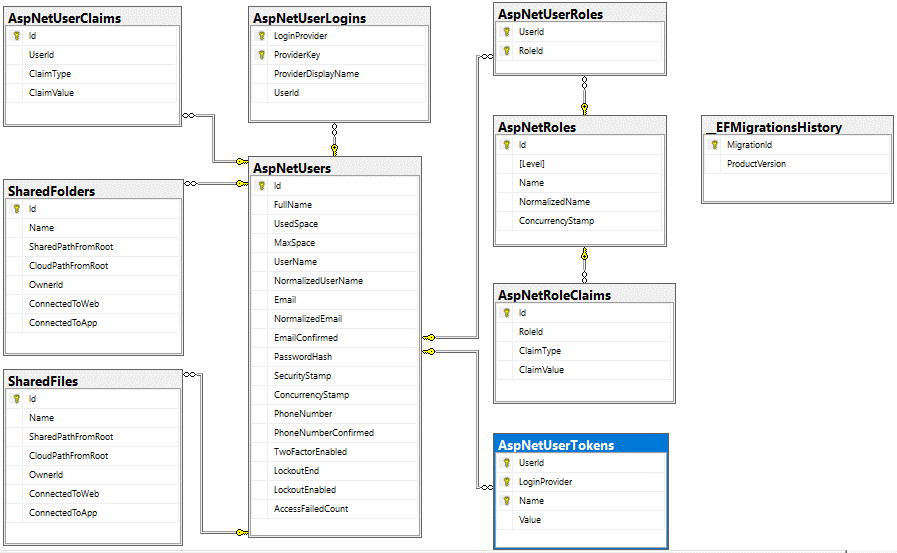 AspNetUserClaims
Id
UserId
ClaimType
ClaimValue
AspNetUserLogins
LoginProvider
ProviderKey
ProviderDisplayName
UserId
AspNetUserRoles
UserId
RoleId
AspNetRoles
Id
[Level]
Name
NormalizedName
ConcurrencyStamp
__EFMigrationsHistory
MigrationId
ProductVersion
SharedFolders
Id
Name
SharedPathFromRoot
CloudPathFromRoot
OwnerId
ConnectedToWeb
ConnectedToApp
AspNetUsers
Id
FullName
UsedSpace
MaxSpace
UserName
NormalizedUserName
Email
NormalizedEmail
EmailConfirmed
PasswordHash
SecurityStamp
ConcurrencyStamp
PhoneNumber
PhoneNumberConfirmed
TwoFactorEnabled
LockoutEnd
LockoutEnabled
AccessFailedCount
AspNetRoleClaims
Id
RoleId
ClaimType
ClaimValue
SharedFiles
Id
Name
SharedPathFromRoot
CloudPathFromRoot
OwnerId
ConnectedToWeb
ConnectedToApp
AspNetUserTokens
UserId
LoginProvider
Name
Value